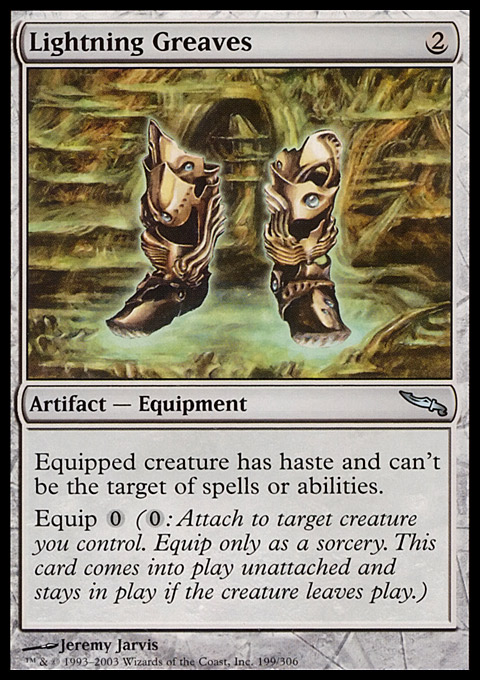 Lightning Greaves 2
Artifact — Equipment
Equipped creature has haste and can't
be the target of spells or abilities.
Equip 0 (0: Attach to target creature
you control. Equip only as a sorcery. This
card comes into play unattached and
stays in play if the creature leaves play.)
Jeremy Jarvis
™ & © 1993–2003 Wizards of the Coast, Inc. 199/306